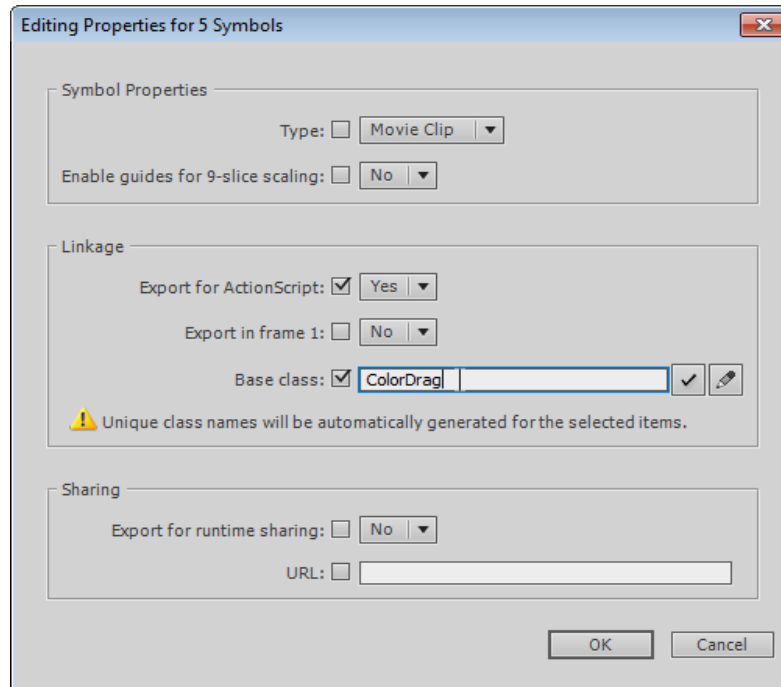 Editing Properties for 5 Symbols
Symbol Properties
Type: Movie Clip
Enable guides for 9-slice scaling: No
Linkage
Export for ActionScript: Yes
Export in frame 1: No
Base class: ColorDrag
Unique class names will be automatically generated for the selected items.
Sharing
Export for runtime sharing: No
URL:
OK Cancel